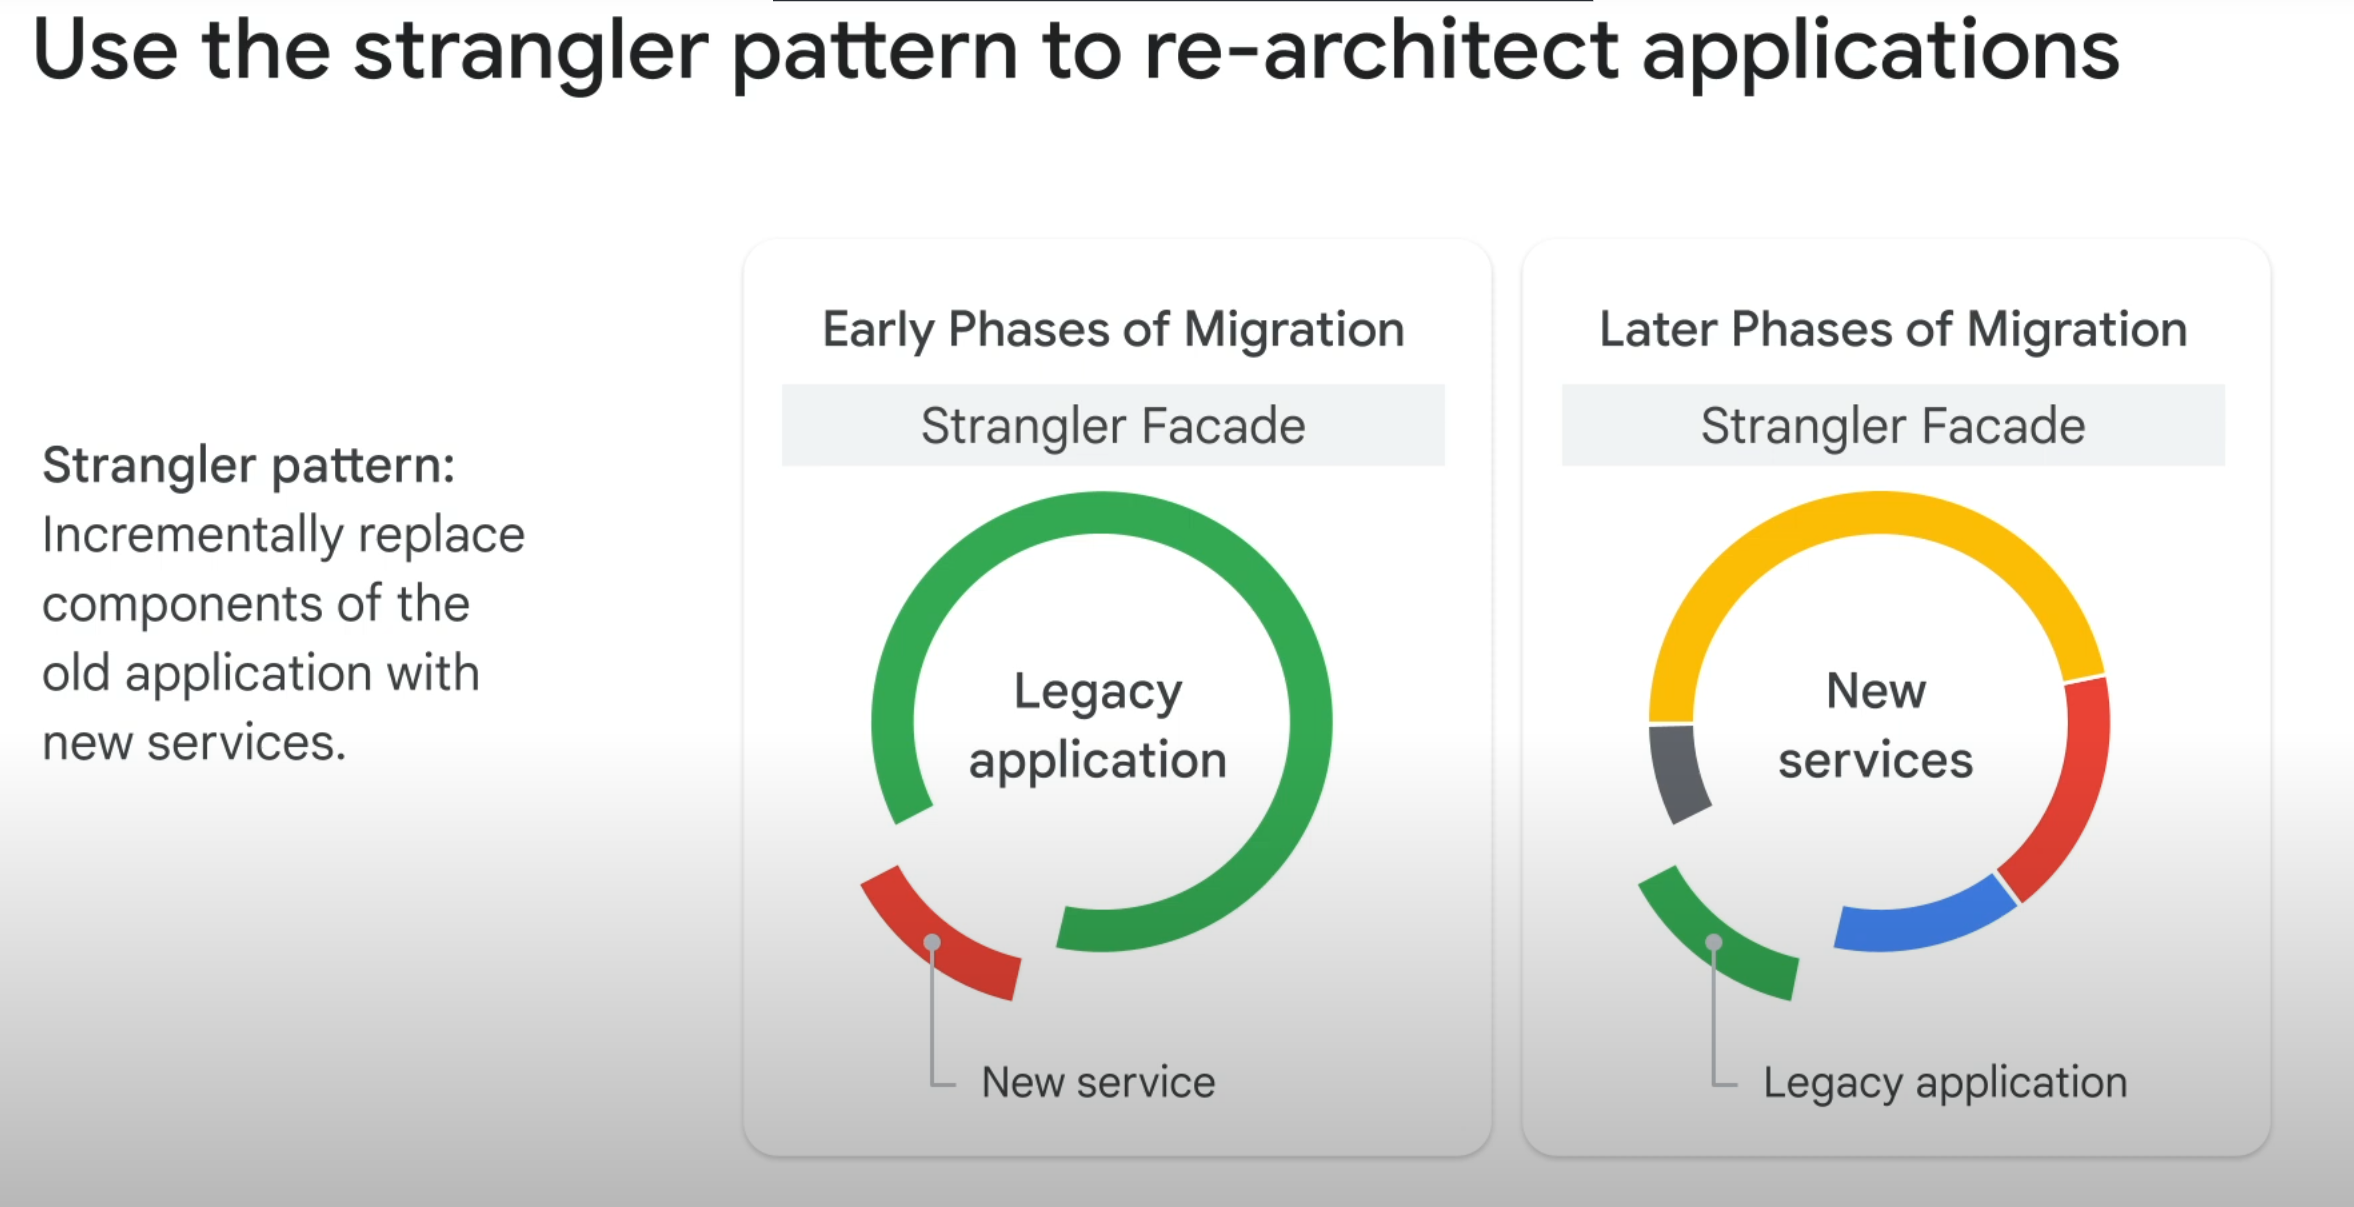 Use the strangler pattern to re-architect applications
Strangler pattern:
Incrementally replace
components of the
old application with
new services.
Early Phases of Migration
Strangler Facade
Legacy
application
New service
Later Phases of Migration
Strangler Facade
New
services
Legacy application